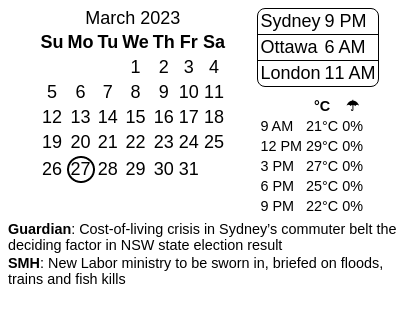 March 2023
Su Mo Tu We Th Fr Sa
1 2 3 4
5 6 7 8 9 10 11
12 13 14 15 16 17 18
19 20 21 22 23 24 25
26 27 28 29 30 31
Sydney 9 PM
Ottawa 6 AM
London 11 AM
°C ☂
9 AM 21°C 0%
12 PM 29°C 0%
3 PM 27°C 0%
6 PM 25°C 0%
9 PM 22°C 0%
Guardian: Cost-of-living crisis in Sydney’s commuter belt the
deciding factor in NSW state election result
SMH: New Labor ministry to be sworn in, briefed on floods,
trains and fish kills